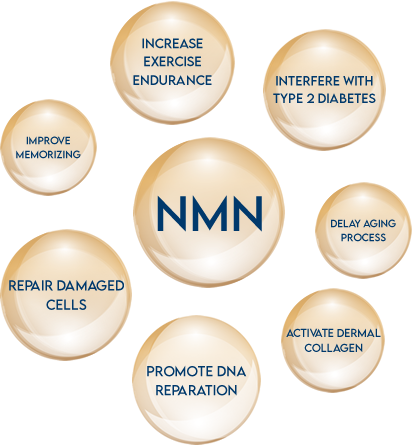 INCREASE
EXERCISE
ENDURANCE
INTERFERE WITH
TYPE 2 DIABETES
IMPROVE
MEMORIZING
NMN
DELAY AGING
PROCESS
REPAIR DAMAGED
CELLS
ACTIVATE DERMAL
COLLAGEN
PROMOTE DNA
REPARATION